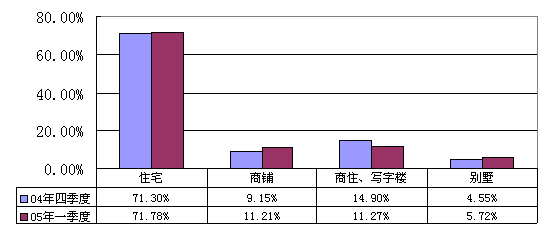 80.00%
60.00%
40.00%
20.00%
0.00%
住宅 商铺 商住、写字楼 别墅
04年四季度 71.30% 9.15% 14.90% 4.55%
05年一季度 71.78% 11.21% 11.27% 5.72%